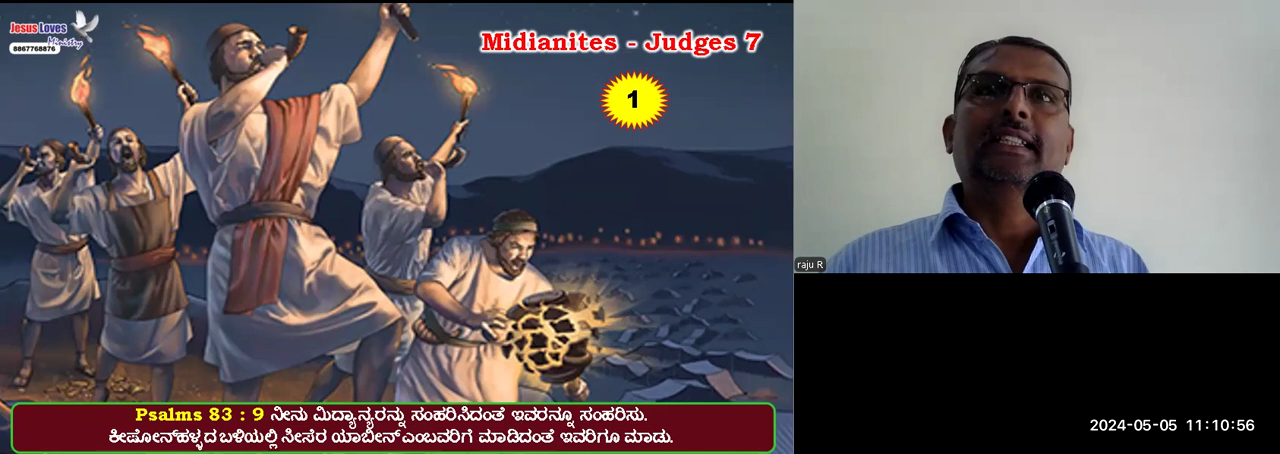 Jesus Loves
Ministry
8867768876
Midianites - Judges 7
1
Psalms 83 : 9 ನೀನು ಮಿದ್ಯಾನ್ಯರನ್ನು ಸಂಹರಿಸಿದಂತೆ ಇವರನ್ನೂ ಸಂಹರಿಸು.
ಕೀಷೋನ್‌ಹಳ್ಳದ ಬಳಿಯಲ್ಲಿ ಸೀಸೆರ ಯಾಬೀನ್ ಎಂಬವರಿಗೆ ಮಾಡಿದಂತೆ ಇವರಿಗೂ ಮಾಡು.
raju R
2024-05-05 11:10:56